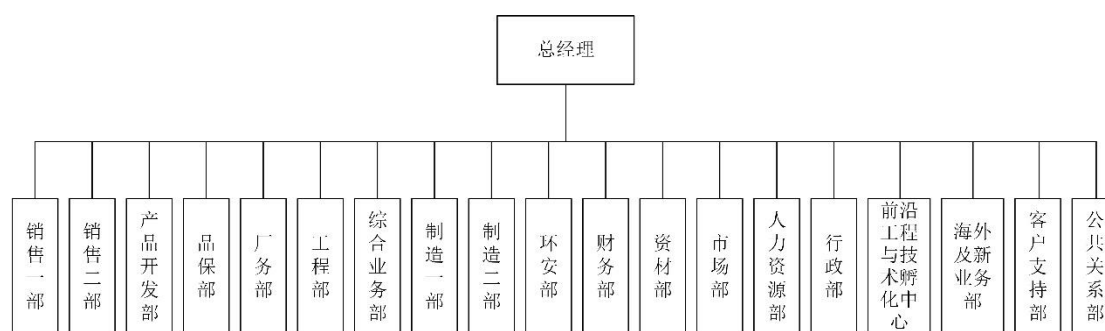 总经理
销售一部
销售二部
产品开发部
品保部
厂务部
工程部
综合业务部
制造一部
制造二部
环安部
财务部
资材部
市场部
人力资源部
行政部
前沿工程与技术孵化中心
海外及新业务部
客户支持部
公共关系部